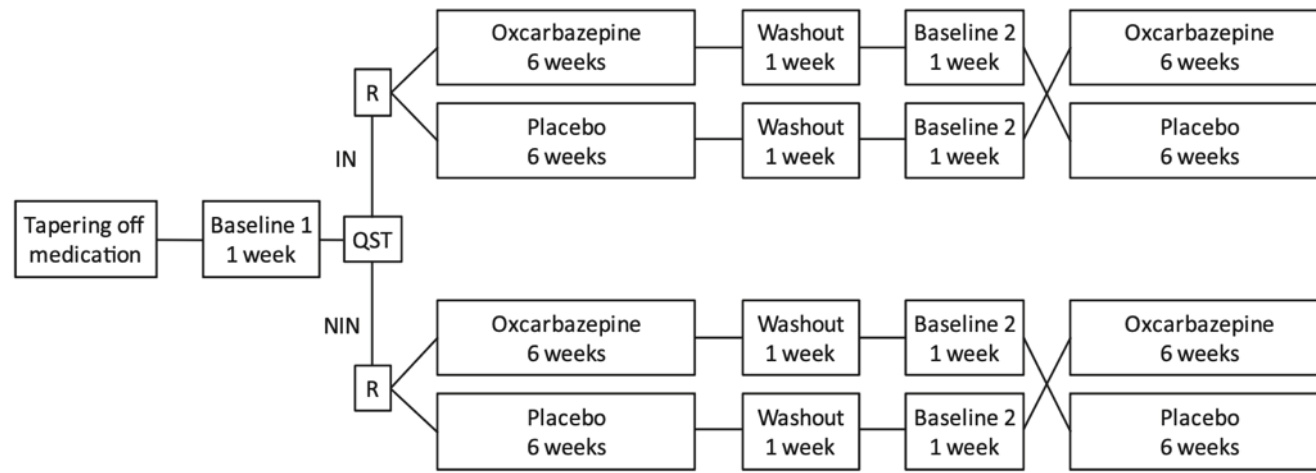 Oxcarbazepine
6 weeks
Washout
1 week
Baseline 2
1 week
Oxcarbazepine
6 weeks
R
Placebo
6 weeks
Washout
1 week
Baseline 2
1 week
Placebo
6 weeks
IN
Tapering off
medication
Baseline 1
1 week
QST
NIN
Oxcarbazepine
6 weeks
Washout
1 week
Baseline 2
1 week
Oxcarbazepine
6 weeks
R
Placebo
6 weeks
Washout
1 week
Baseline 2
1 week
Placebo
6 weeks